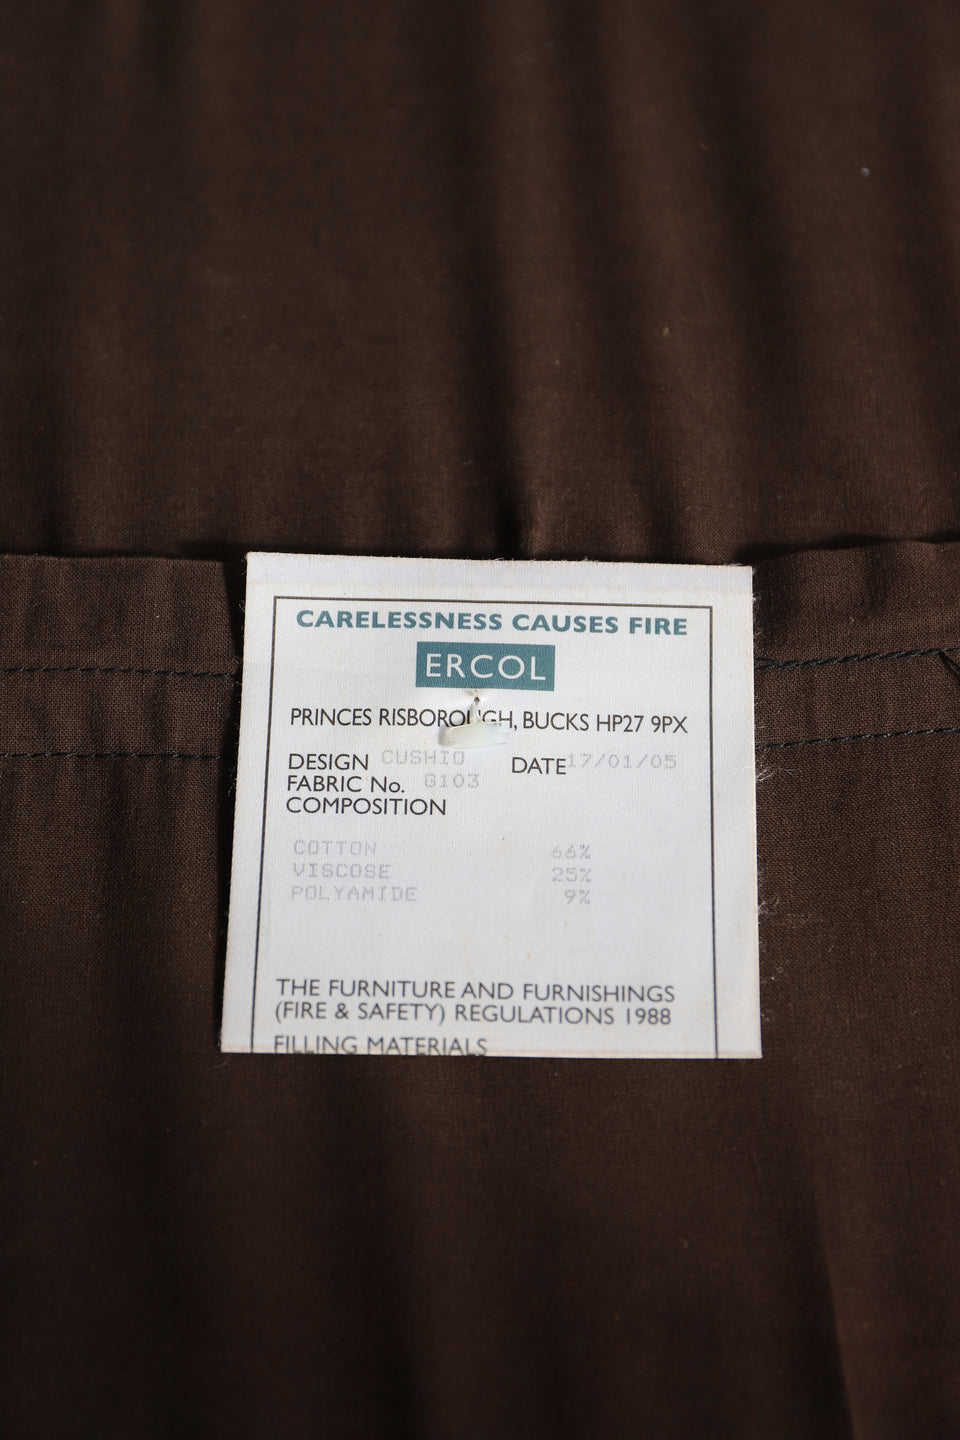 CARELESSNESS CAUSES FIRE
ERCOL
PRINCES RISBOROUGH, BUCKS HP27 9PX
DESIGN CUSHIO DATE 17/01/05
FABRIC No. G103
COMPOSITION
COTTON 66%
VISCOSE 25%
POLYAMIDE 9%
THE FURNITURE AND FURNISHINGS
(FIRE & SAFETY) REGULATIONS 1988
FILLING MATERIALS